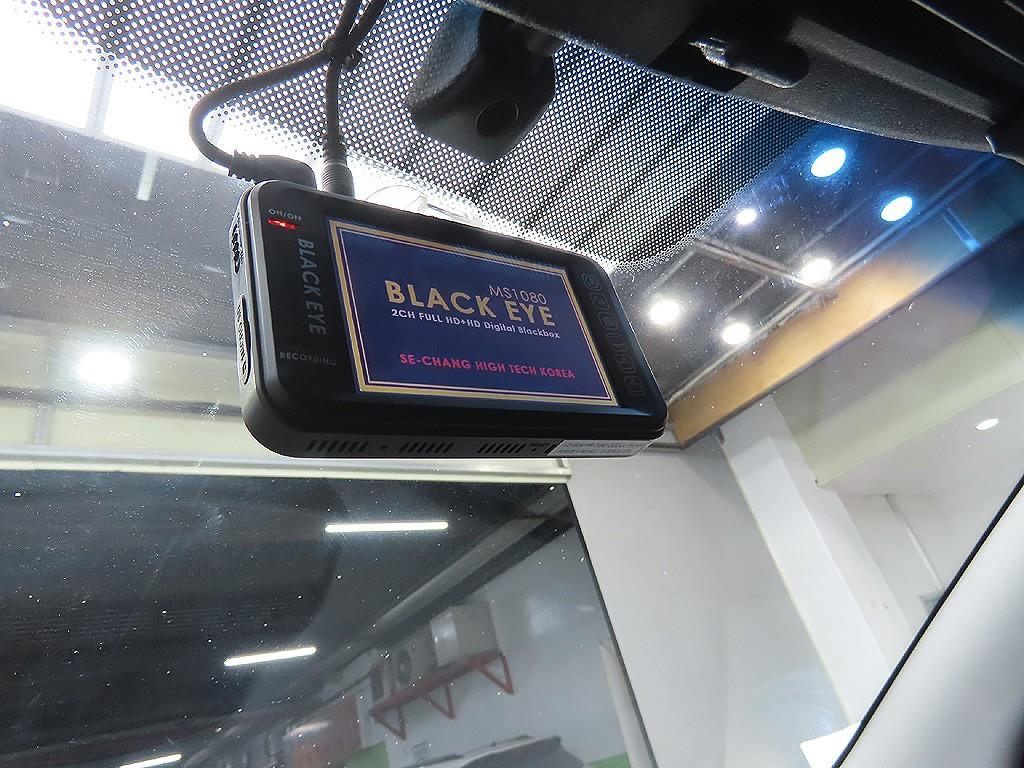 ON/OFF
BLACK EYE
RECORDING
MS1080
BLACK EYE
2CH FULL HD+HD Digital Blackbox
SE-CHANG HIGH TECH KOREA